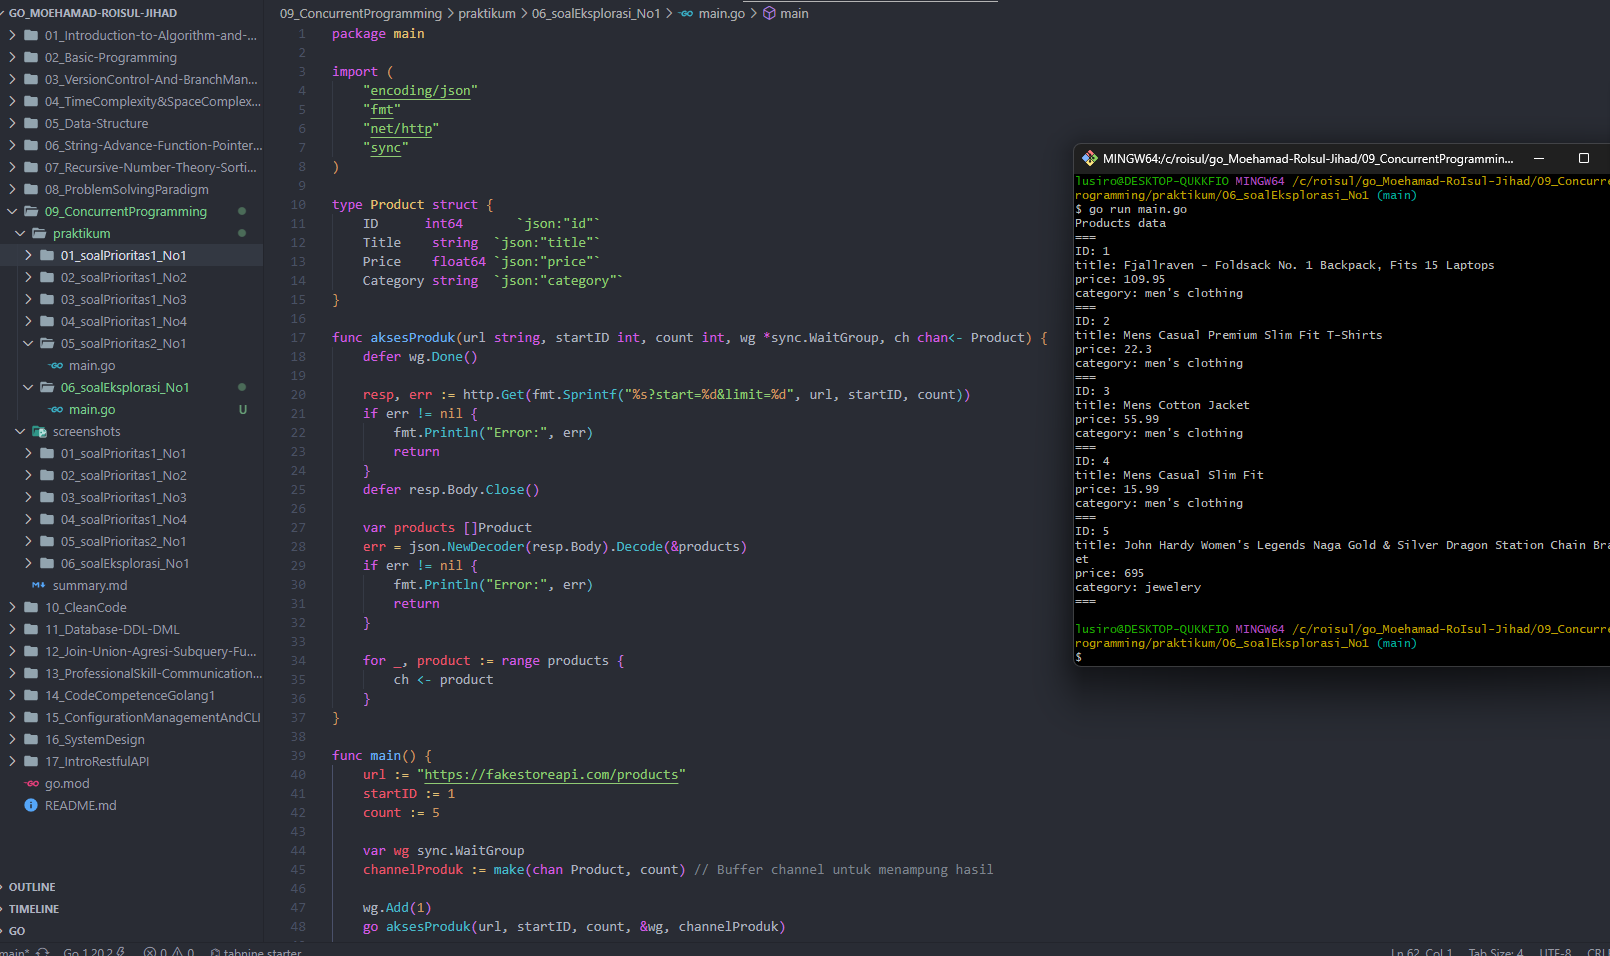 GO_MOEHAMAD-ROISUL-JIHAD
01_Introduction-to-Algorithm-and-...
02_Basic-Programming
03_VersionControl-And-BranchMan...
04_TimeComplexity&SpaceComplex...
05_Data-Structure
06_String-Advance-Function-Pointer...
07_Recursive-Number-Theory-Sorti...
08_ProblemSolvingParadigm
09_ConcurrentProgramming
praktikum
01_soalPrioritas1_No1
02_soalPrioritas1_No2
03_soalPrioritas1_No3
04_soalPrioritas1_No4
05_soalPrioritas2_No1
main.go
06_soalEksplorasi_No1
main.go U
screenshots
01_soalPrioritas1_No1
02_soalPrioritas1_No2
03_soalPrioritas1_No3
04_soalPrioritas1_No4
05_soalPrioritas2_No1
06_soalEksplorasi_No1
summary.md
10_CleanCode
11_Database-DDL-DML
12_Join-Union-Agresi-Subquery-Fu...
13_ProfessionalSkill-Communication...
14_CodeCompetenceGolang1
15_ConfigurationManagementAndCLI
16_SystemDesign
17_IntroRestfulAPI
go.mod
README.md
OUTLINE
TIMELINE
GO
09_ConcurrentProgramming > praktikum > 06_soalEksplorasi_No1 > main.go > main
1 package main
2
3 import (
4 "encoding/json"
5 "fmt"
6 "net/http"
7 "sync"
8 )
9
10 type Product struct {
11 ID int64 `json:"id"`
12 Title string `json:"title"`
13 Price float64 `json:"price"`
14 Category string `json:"category"`
15 }
16
17 func aksesProduk(url string, startID int, count int, wg *sync.WaitGroup, ch chan<- Product) {
18 defer wg.Done()
19
20 resp, err := http.Get(fmt.Sprintf("%s?start=%d&limit=%d", url, startID, count))
21 if err != nil {
22 fmt.Println("Error:", err)
23 return
24 }
25 defer resp.Body.Close()
26
27 var products []Product
28 err = json.NewDecoder(resp.Body).Decode(&products)
29 if err != nil {
30 fmt.Println("Error:", err)
31 return
32 }
33
34 for _, product := range products {
35 ch <- product
36 }
37 }
38
39 func main() {
40 url := "https://fakestoreapi.com/products"
41 startID := 1
42 count := 5
43
44 var wg sync.WaitGroup
45 channelProduk := make(chan Product, count) // Buffer channel untuk menampung hasil
46
47 wg.Add(1)
48 go aksesProduk(url, startID, count, &wg, channelProduk)
MINGW64:/c/roisul/go_Moehamad-RoIsul-Jihad/09_ConcurrentProgrammin...
lusiro@DESKTOP-QUKKFIO MINGW64 /c/roisul/go_Moehamad-RoIsul-Jihad/09_Concurre
rogramming/praktikum/06_soalEksplorasi_No1 (main)
$ go run main.go
Products data
===
ID: 1
title: Fjallraven - Foldsack No. 1 Backpack, Fits 15 Laptops
price: 109.95
category: men's clothing
===
ID: 2
title: Mens Casual Premium Slim Fit T-Shirts
price: 22.3
category: men's clothing
===
ID: 3
title: Mens Cotton Jacket
price: 55.99
category: men's clothing
===
ID: 4
title: Mens Casual Slim Fit
price: 15.99
category: men's clothing
===
ID: 5
title: John Hardy Women's Legends Naga Gold & Silver Dragon Station Chain Bra
et
price: 695
category: jewelery
===
lusiro@DESKTOP-QUKKFIO MINGW64 /c/roisul/go_Moehamad-RoIsul-Jihad/09_Concurre
rogramming/praktikum/06_soalEksplorasi_No1 (main)
$
main* Go 1.20.2 0 0 tabnine starter Ln 62, Col 1 Tab Size: 4 UTF-8